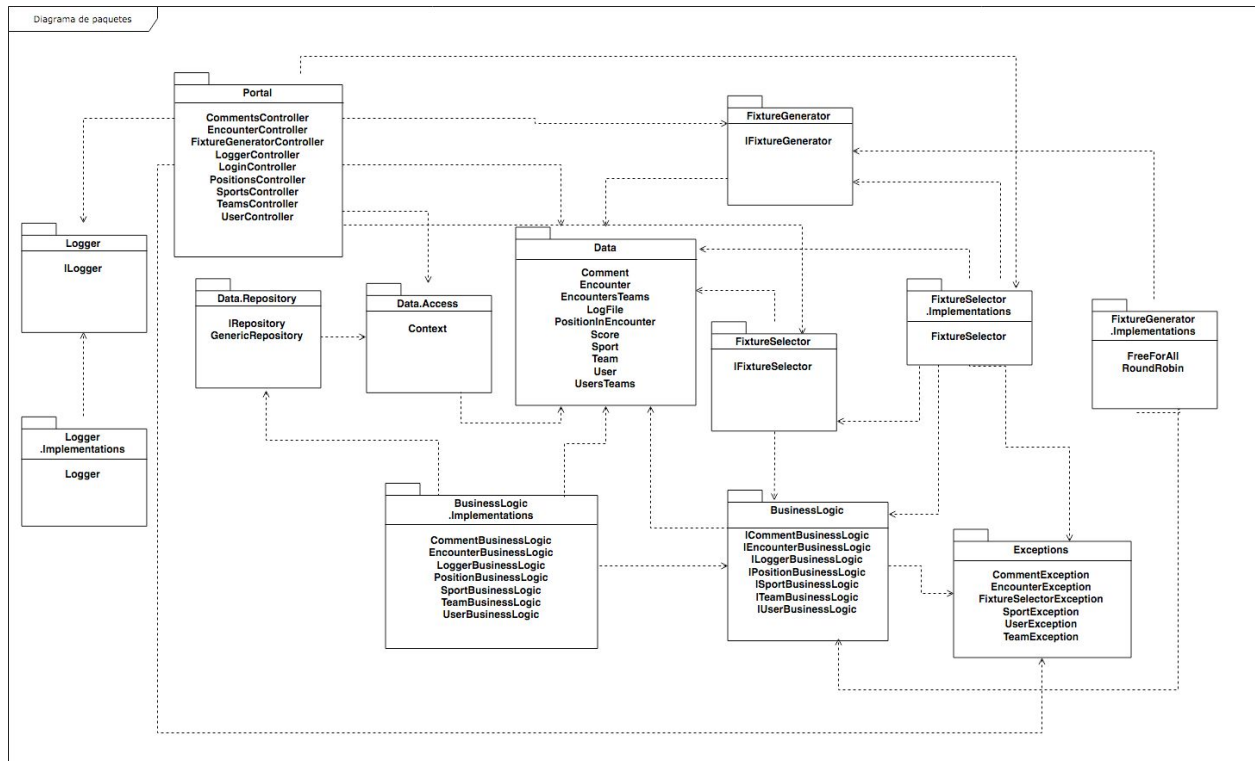 Diagrama de paquetes
Portal
CommentsController
EncounterController
FixtureGeneratorController
LoggerController
LoginController
PositionsController
SportsController
TeamsController
UserController
FixtureGenerator
IFixtureGenerator
Logger
ILogger
Data.Repository
IRepository
GenericRepository
Data.Access
Context
Data
Comment
Encounter
EncountersTeams
LogFile
PositionInEncounter
Score
Sport
Team
User
UsersTeams
FixtureSelector
IFixtureSelector
FixtureSelector
.Implementations
FixtureSelector
FixtureGenerator
.Implementations
FreeForAll
RoundRobin
Logger
.Implementations
Logger
BusinessLogic
.Implementations
CommentBusinessLogic
EncounterBusinessLogic
LoggerBusinessLogic
PositionBusinessLogic
SportBusinessLogic
TeamBusinessLogic
UserBusinessLogic
BusinessLogic
ICommentBusinessLogic
IEncounterBusinessLogic
ILoggerBusinessLogic
IPositionBusinessLogic
ISportBusinessLogic
ITeamBusinessLogic
IUserBusinessLogic
Exceptions
CommentException
EncounterException
FixtureSelectorException
SportException
UserException
TeamException